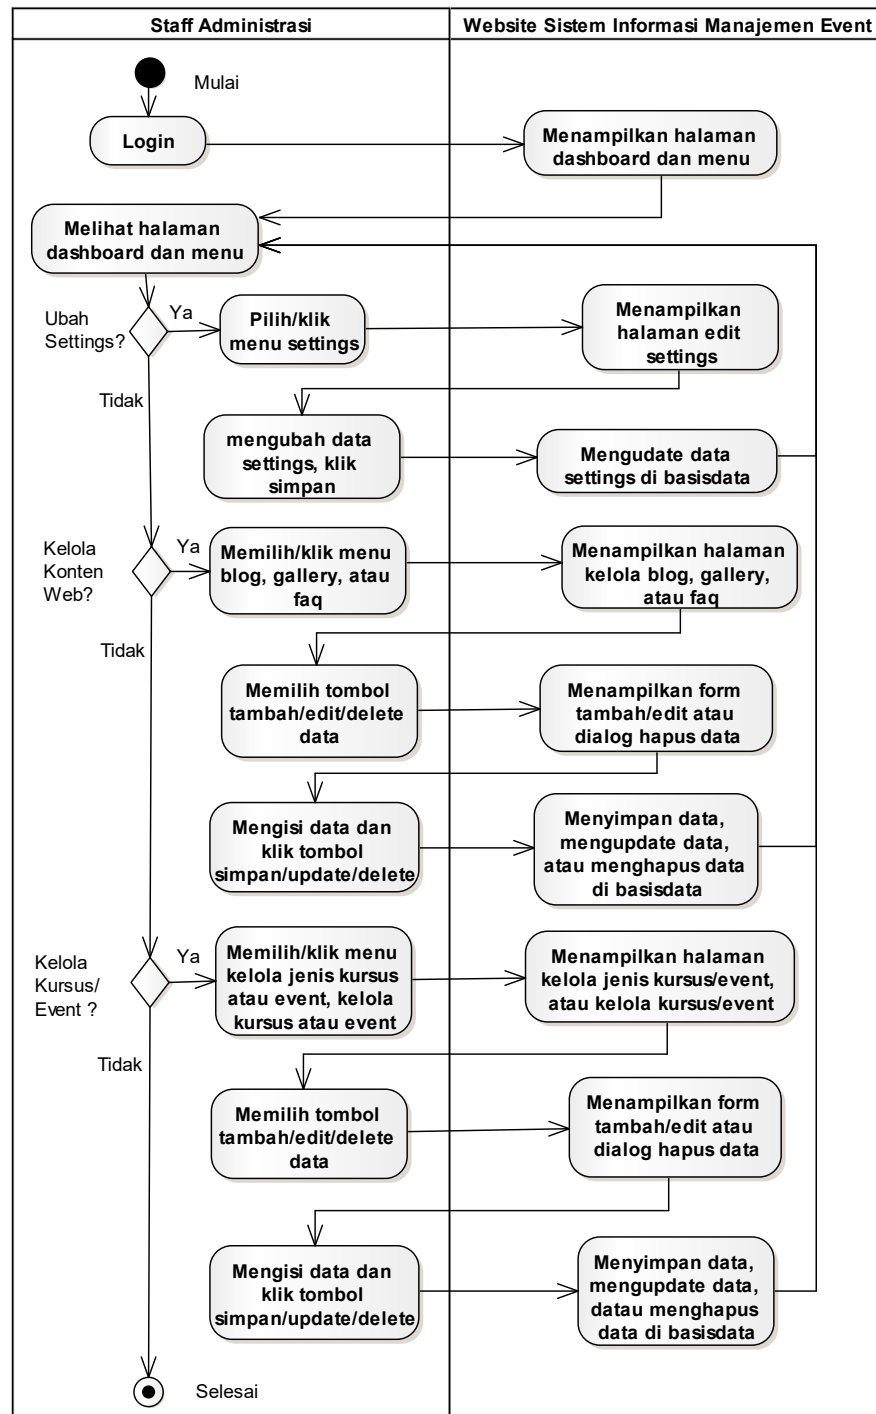 Staff Administrasi
Website Sistem Informasi Manajemen Event
Mulai
Login
Menampilkan halaman
dashboard dan menu
Melihat halaman
dashboard dan menu
Ubah
Settings?
Ya
Pilih/klik
menu settings
Menampilkan
halaman edit
settings
Tidak
mengubah data
settings, klik
simpan
Mengudate data
settings di basisdata
Kelola
Konten
Web?
Ya
Memilih/klik menu
blog, gallery, atau
faq
Menampilkan halaman
kelola blog, gallery,
atau faq
Tidak
Memilih tombol
tambah/edit/delete
data
Menampilkan form
tambah/edit atau
dialog hapus data
Mengisi data dan
klik tombol
simpan/update/delete
Menyimpan data,
mengupdate data,
atau menghapus data
di basisdata
Kelola
Kursus/
Event ?
Ya
Memilih/klik menu
kelola jenis kursus
atau event, kelola
kursus atau event
Menampilkan halaman
kelola jenis kursus/event,
atau kelola kursus/event
Tidak
Memilih tombol
tambah/edit/delete
data
Menampilkan form
tambah/edit atau
dialog hapus data
Mengisi data dan
klik tombol
simpan/update/delete
Menyimpan data,
mengupdate data,
datau menghapus
data di basisdata
Selesai